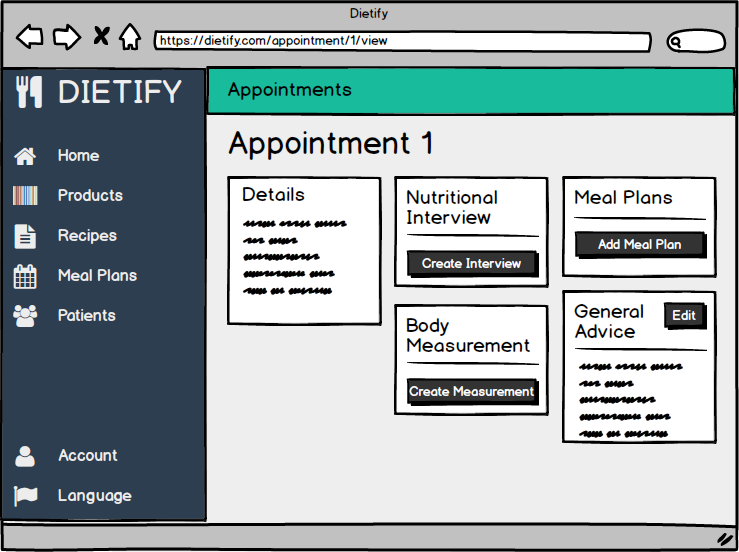 Dietify
https://dietify.com/appointment/1/view
DIETIFY
Home
Products
Recipes
Meal Plans
Patients
Account
Language
Appointments
Appointment 1
Details
Nutritional
Interview
Create Interview
Body
Measurement
Create Measurement
Meal Plans
Add Meal Plan
General
Advice
Edit